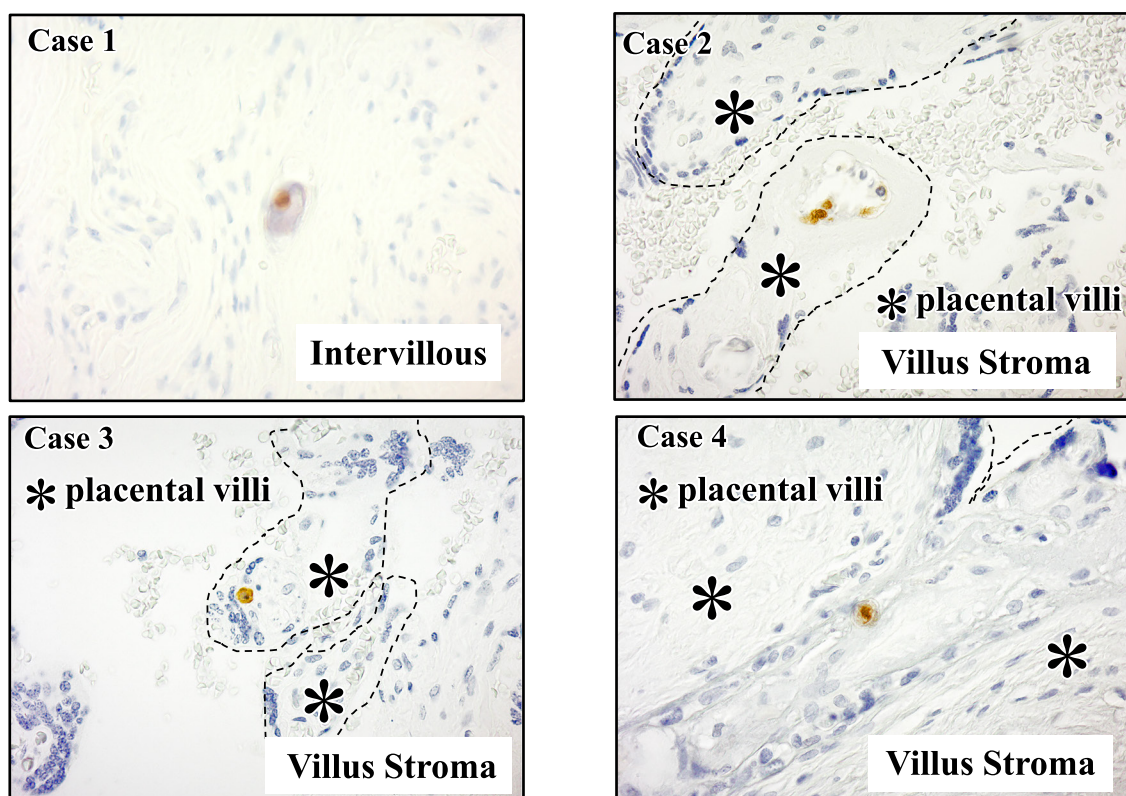 Case 1
Intervillous
Case 2
* placental villi
Villus Stroma
Case 3
* placental villi
Villus Stroma
Case 4
* placental villi
Villus Stroma